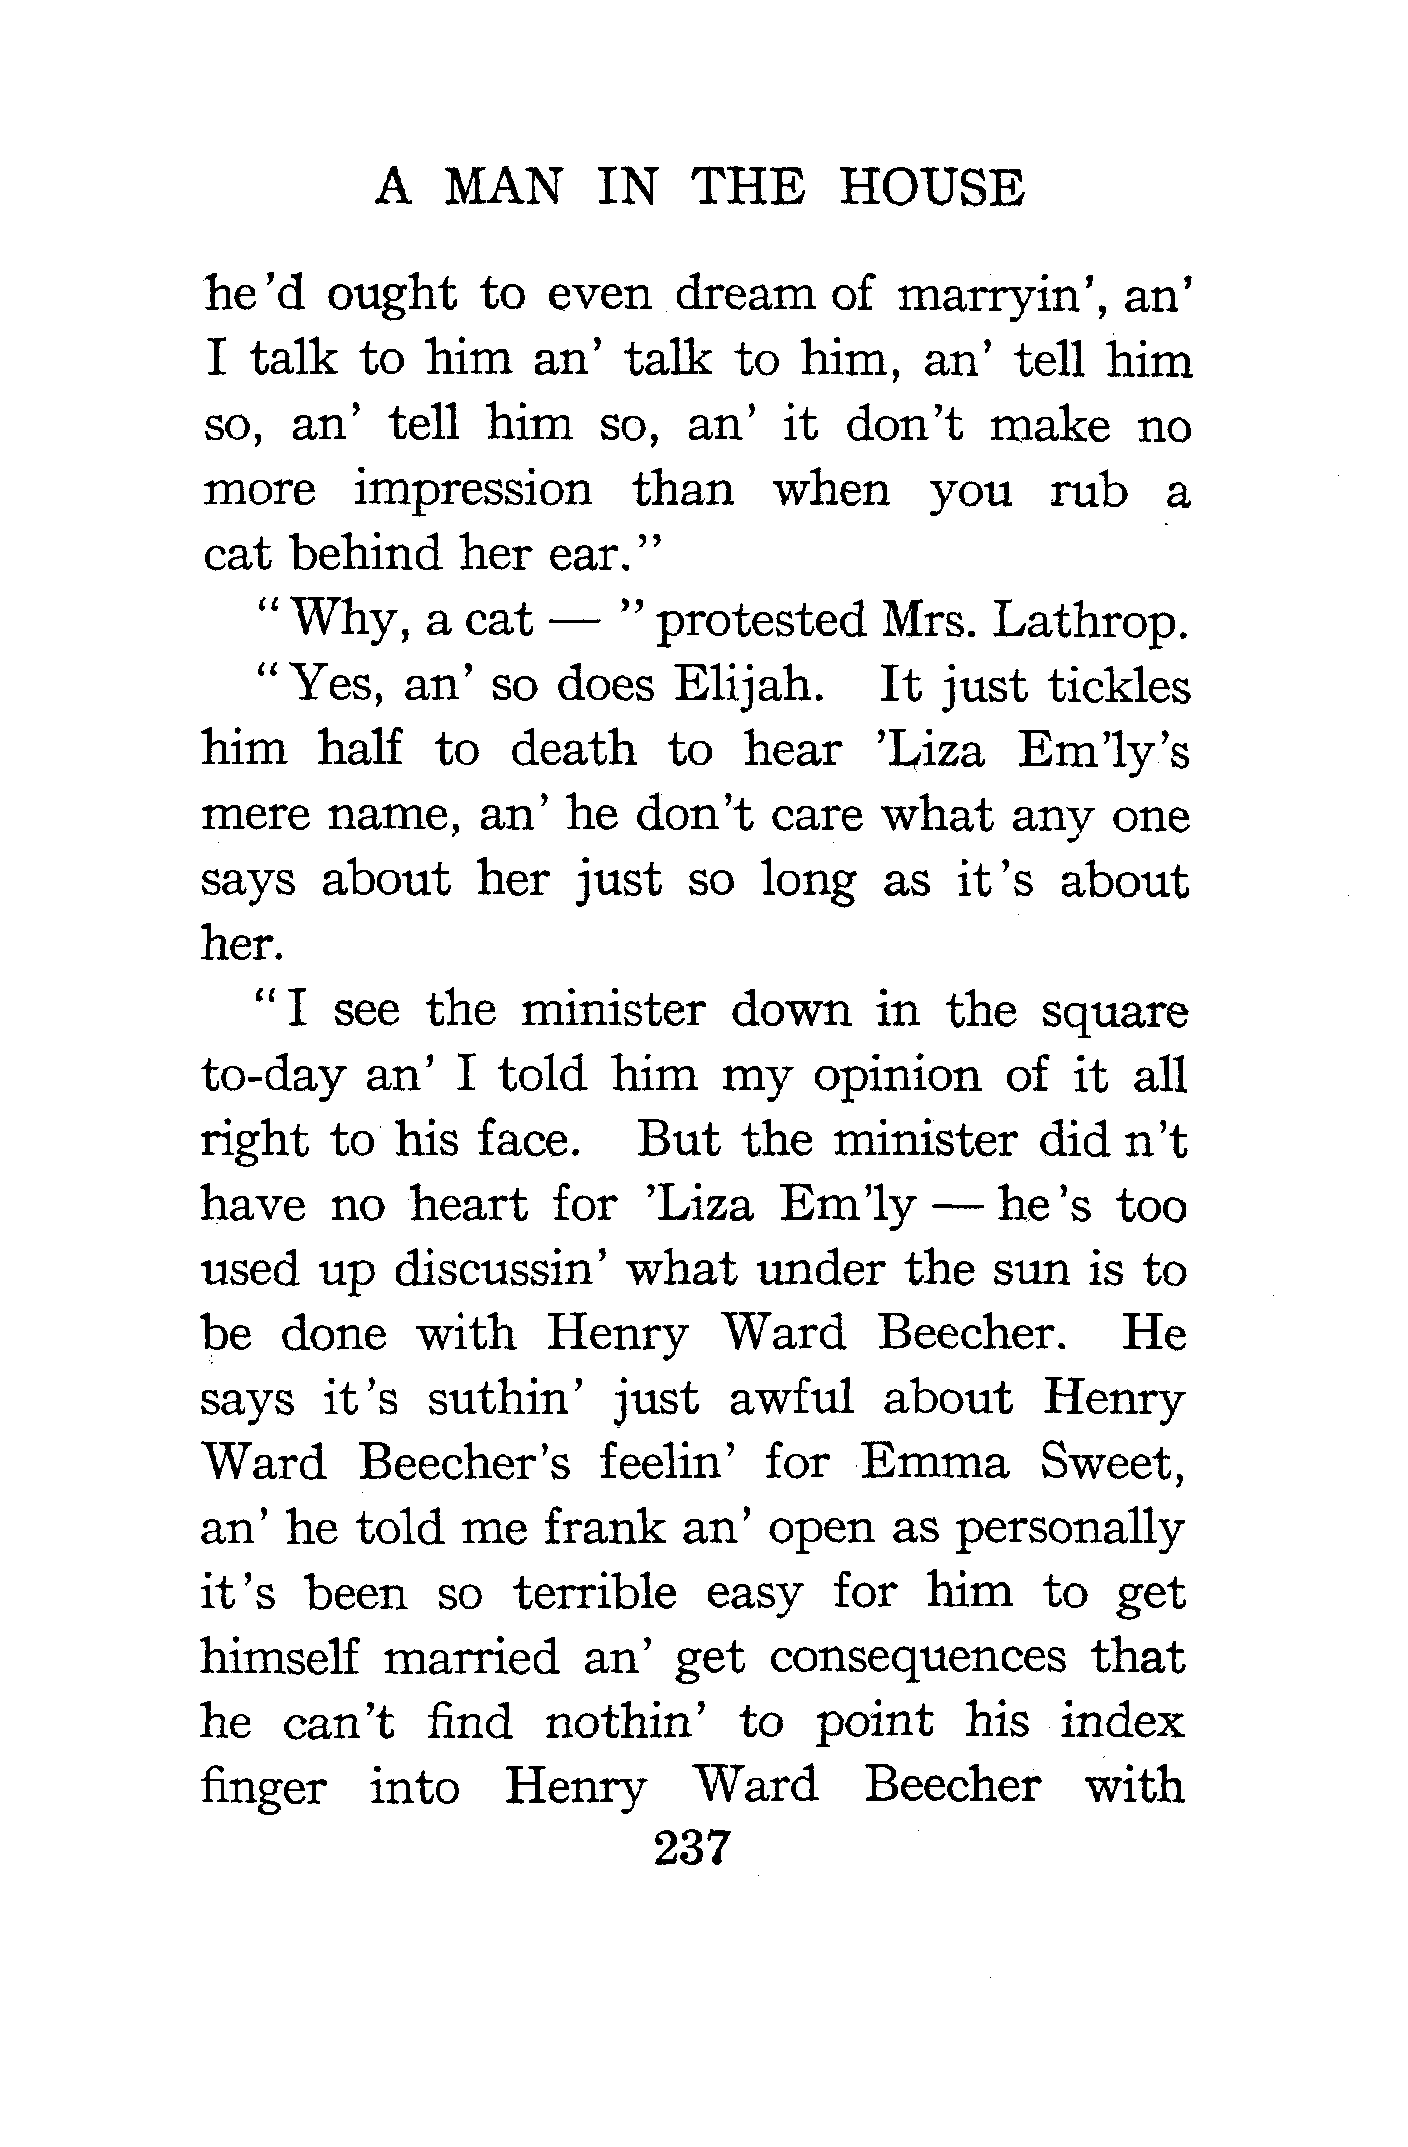 A MAN IN THE HOUSE
he'd ought to even dream of marryin', an'
I talk to him an' talk to him, an' tell him
so, an' tell him so, an' it don't make no
more impression than when you rub a
cat behind her ear."
"Why, a cat — " protested Mrs. Lathrop.
"Yes, an' so does Elijah. It just tickles
him half to death to hear 'Liza Em'ly's
mere name, an' he don't care what any one
says about her just so long as it's about
her.
"I see the minister down in the square
to-day an' I told him my opinion of it all
right to his face. But the minister did n't
have no heart for 'Liza Em'ly — he's too
used up discussin' what under the sun is to
be done with Henry Ward Beecher. He
says it's suthin' just awful about Henry
Ward Beecher's feelin' for Emma Sweet,
an' he told me frank an' open as personally
it's been so terrible easy for him to get
himself married an' get consequences that
he can't find nothin' to point his index
finger into Henry Ward Beecher with
237